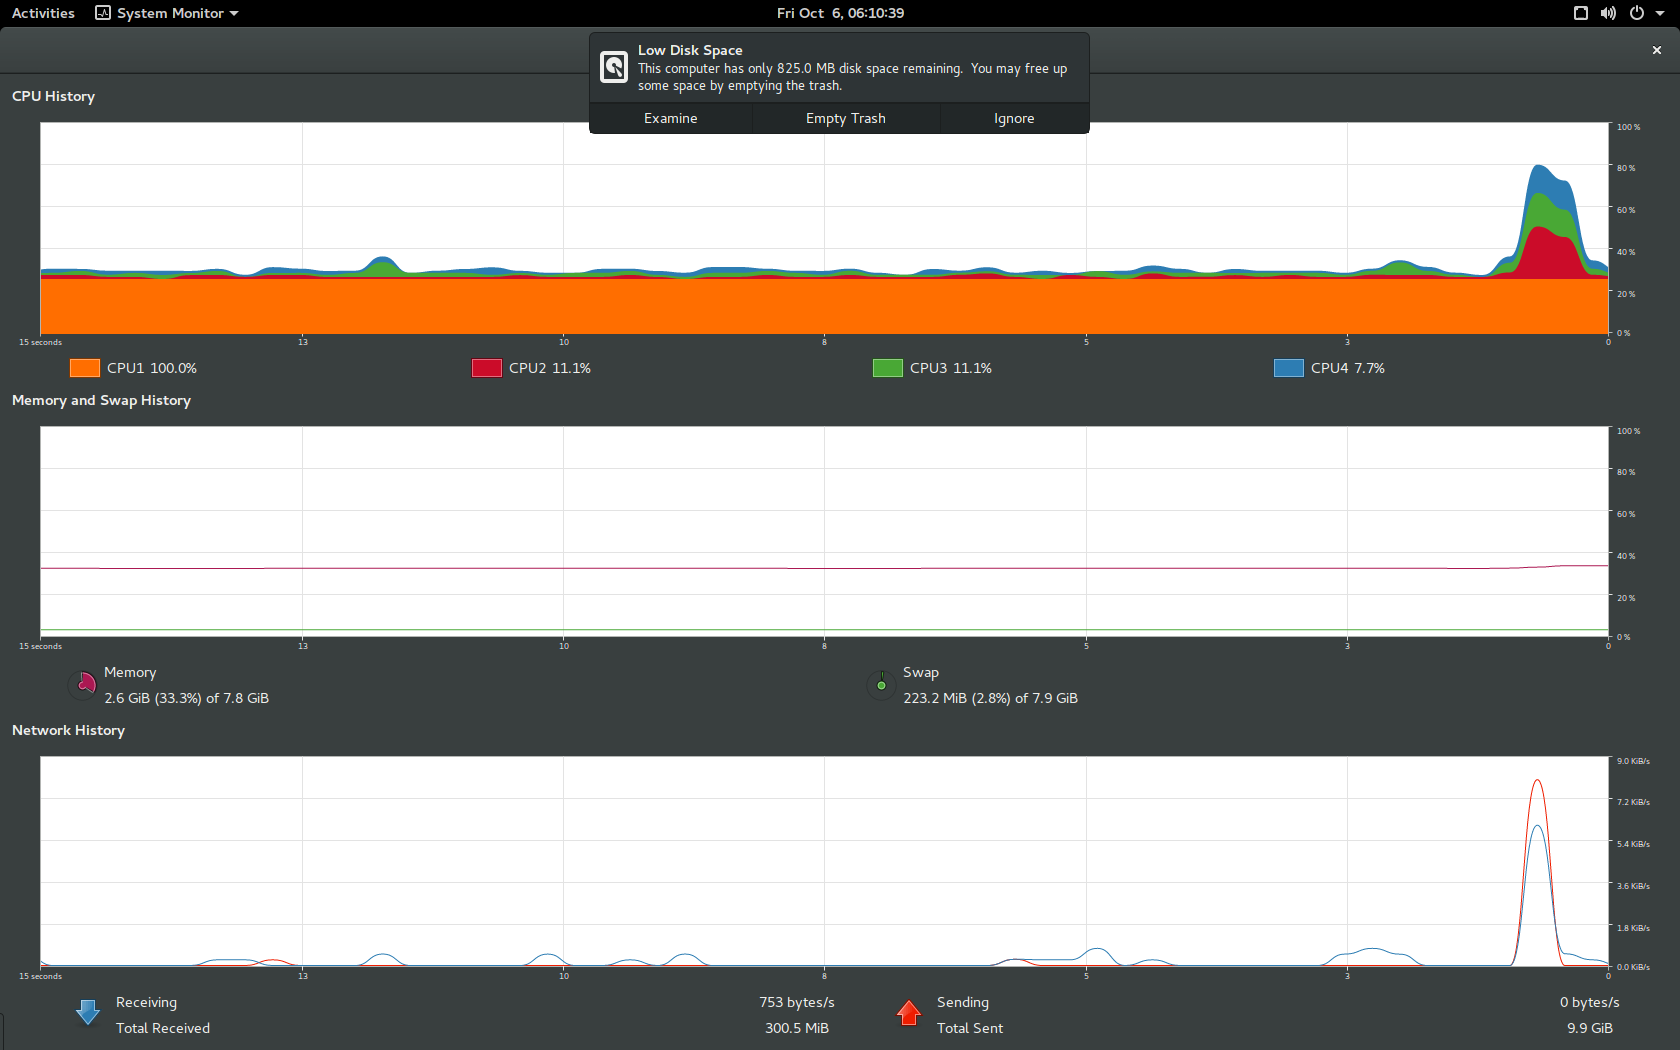 Activities
System Monitor
Fri Oct 6, 06:10:39
Low Disk Space
This computer has only 825.0 MB disk space remaining. You may free up
some space by emptying the trash.
Examine
Empty Trash
Ignore
CPU History
100 %
80 %
60 %
40 %
20 %
0 %
15 seconds 13 10 8 5 3 0
CPU1 100.0%
CPU2 11.1%
CPU3 11.1%
CPU4 7.7%
Memory and Swap History
100 %
80 %
60 %
40 %
20 %
0 %
15 seconds 13 10 8 5 3 0
Memory
2.6 GiB (33.3%) of 7.8 GiB
Swap
223.2 MiB (2.8%) of 7.9 GiB
Network History
9.0 KiB/s
7.2 KiB/s
5.4 KiB/s
3.6 KiB/s
1.8 KiB/s
0.0 KiB/s
15 seconds 13 10 8 5 3 0
Receiving 753 bytes/s
Total Received 300.5 MiB
Sending 0 bytes/s
Total Sent 9.9 GiB